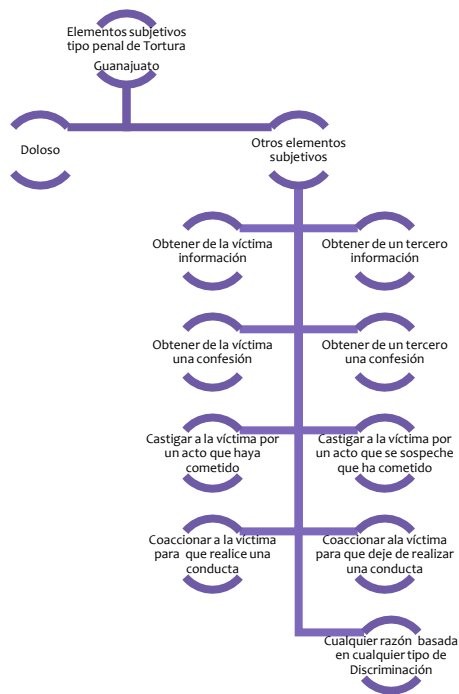 Elementos subjetivos
tipo penal de Tortura
Guanajuato
Doloso
Otros elementos
subjetivos
Obtener de la víctima
información
Obtener de un tercero
información
Obtener de la víctima
una confesión
Obtener de un tercero
una confesión
Castigar a la víctima por
un acto que haya
cometido
Castigar a la víctima por
un acto que se sospeche
que ha cometido
Coaccionar a la víctima
para que realice una
conducta
Coaccionar ala víctima
para que deje de realizar
una conducta
Cualquier razón basada
en cualquier tipo de
Discriminación